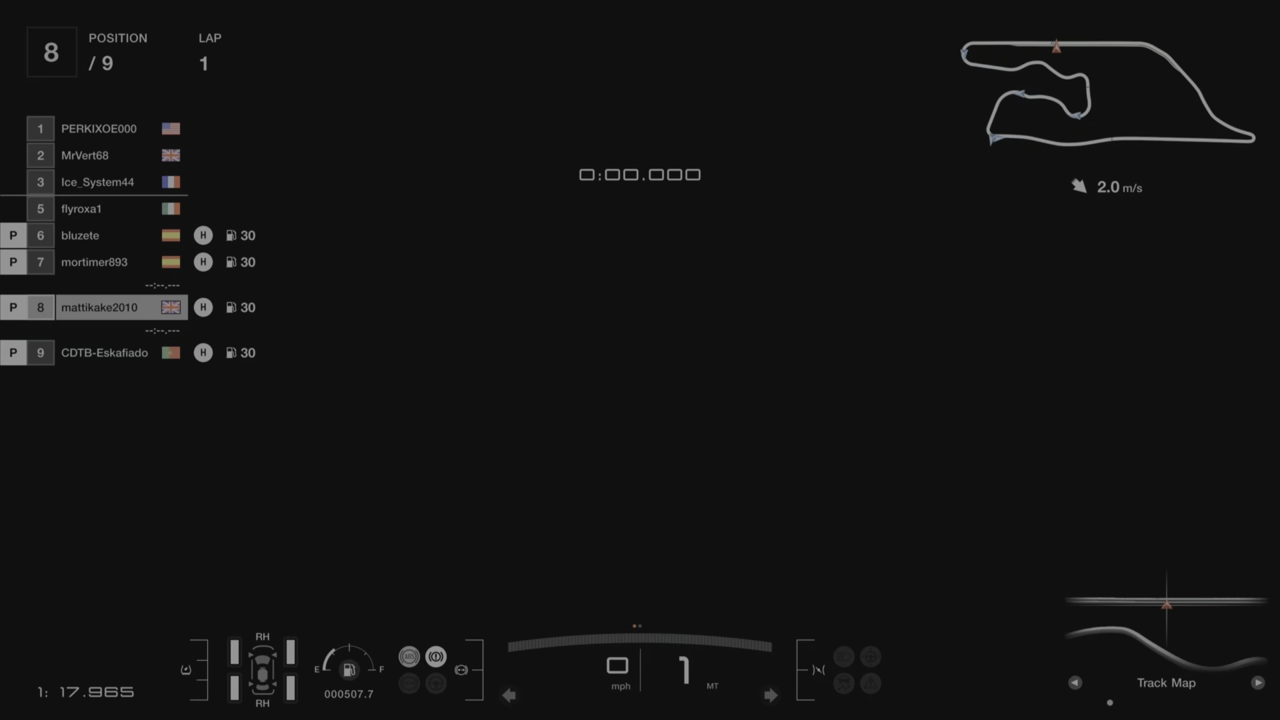 8
POSITION
/ 9
LAP
1
1 PERKIXOE000
2 MrVert68
3 Ice_System44
5 flyroxa1
P 6 bluzete H 30
P 7 mortimer893 H 30
--:--.---
P 8 mattikake2010 H 30
--:--.---
P 9 CDTB-Eskafiado H 30
0:00.000
2.0 m/s
1: 17.965
RH
RH
E F
000507.7
ABS
0
mph
1
MT
Track Map